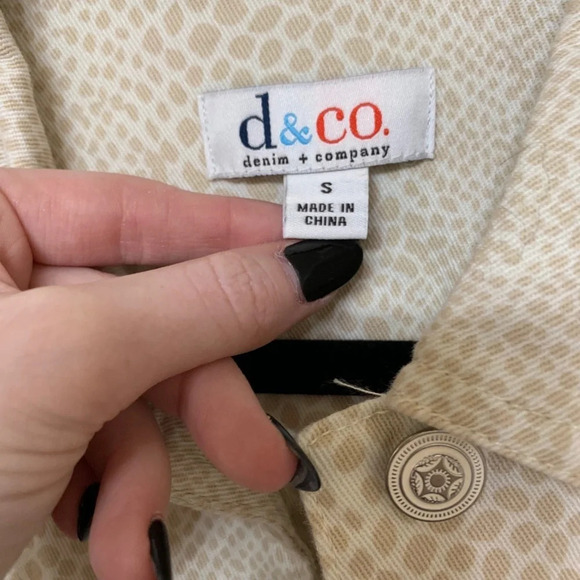 d&co.
denim + company
S
MADE IN
CHINA